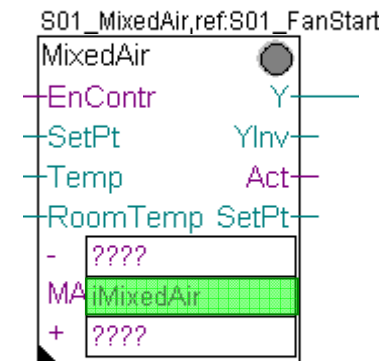 S01_MixedAir,ref:S01_FanStart
MixedAir
EnContr Y
SetPt YInv
Temp Act
RoomTemp SetPt
- ????
MA iMixedAir
+ ????